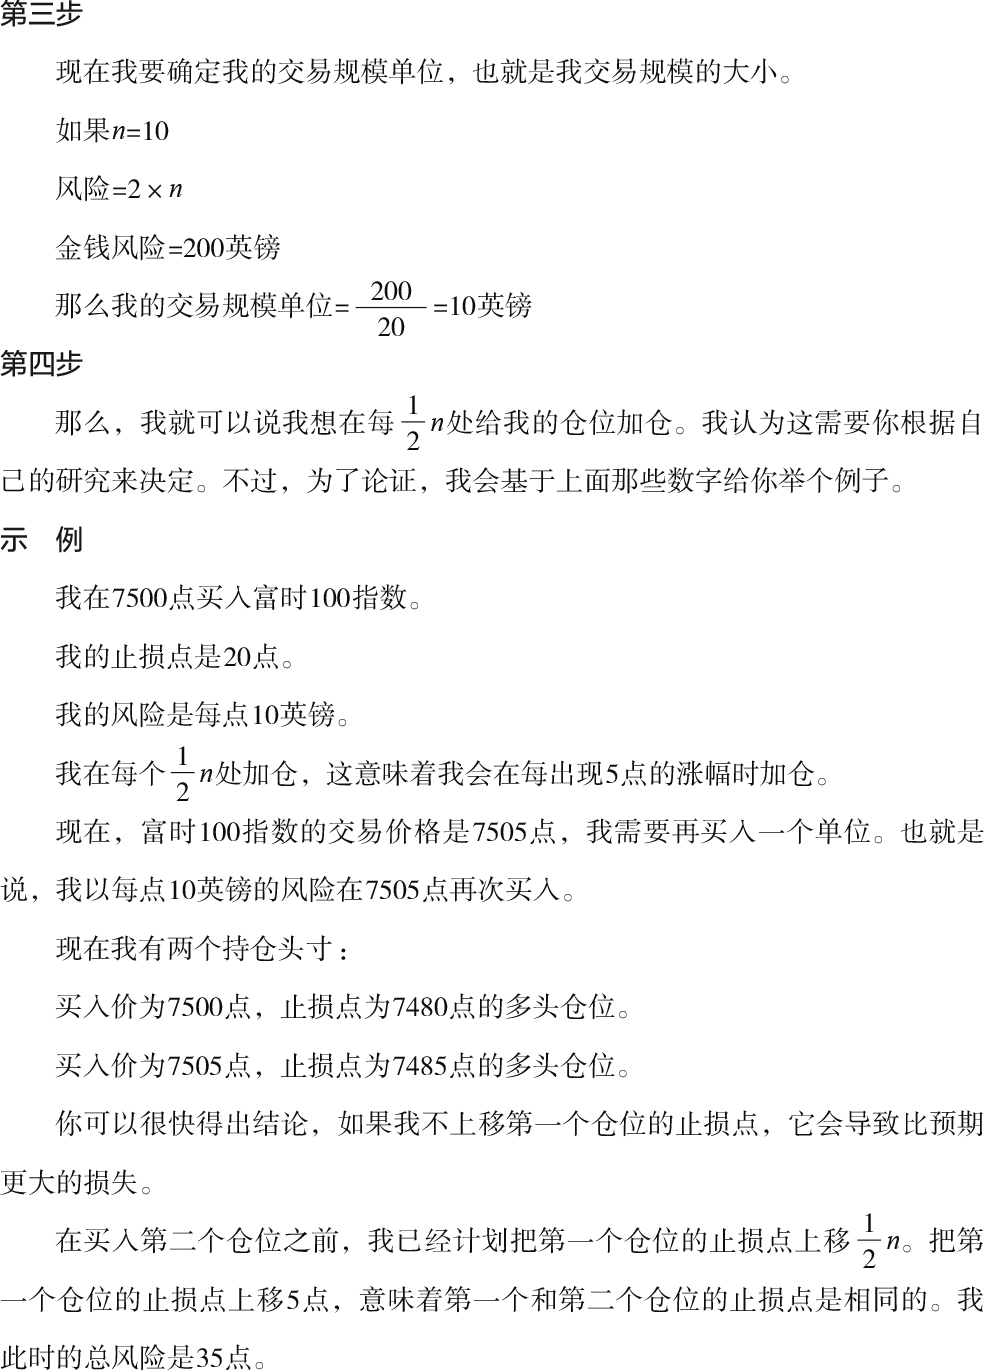 第三步
现在我要确定我的交易规模单位，也就是我交易规模的大小。
如果n=10
风险=2×n
金钱风险=200英镑
那么我的交易规模单位=200/20=10英镑
第四步
那么，我就可以说我想在每1/2n处给我的仓位加仓。我认为这需要你根据自
己的研究来决定。不过，为了论证，我会基于上面那些数字给你举个例子。
示　例
我在7500点买入富时100指数。
我的止损点是20点。
我的风险是每点10英镑。
我在每个1/2n处加仓，这意味着我会在每出现5点的涨幅时加仓。
现在，富时100指数的交易价格是7505点，我需要再买入一个单位。也就是
说，我以每点10英镑的风险在7505点再次买入。
现在我有两个持仓头寸：
买入价为7500点，止损点为7480点的多头仓位。
买入价为7505点，止损点为7485点的多头仓位。
你可以很快得出结论，如果我不上移第一个仓位的止损点，它会导致比预期
更大的损失。
在买入第二个仓位之前，我已经计划把第一个仓位的止损点上移1/2n。把第
一个仓位的止损点上移5点，意味着第一个和第二个仓位的止损点是相同的。我
此时的总风险是35点。